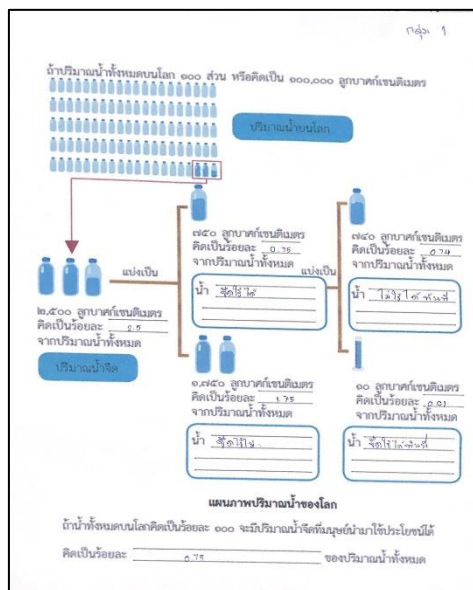 กลุ่ม 1
ถ้าปริมาณน้ำทั้งหมดบนโลก ๑๐๐ ส่วน หรือคิดเป็น ๑๐๐,๐๐๐ ลูกบาศก์เซนติเมตร
ปริมาณน้ำบนโลก
๗๕๐ ลูกบาศก์เซนติเมตร
คิดเป็นร้อยละ 0.75
จากปริมาณน้ำทั้งหมด
น้ำ จืดใช้ได้
๗๔๐ ลูกบาศก์เซนติเมตร
คิดเป็นร้อยละ 0.74
จากปริมาณน้ำทั้งหมด
น้ำ ไม่ใช้ได้ทันที
แบ่งเป็น
แบ่งเป็น
๒,๕๐๐ ลูกบาศก์เซนติเมตร
คิดเป็นร้อยละ 2.5
จากปริมาณน้ำทั้งหมด
ปริมาณน้ำจืด
๑,๗๕๐ ลูกบาศก์เซนติเมตร
คิดเป็นร้อยละ 1.75
จากปริมาณน้ำทั้งหมด
น้ำ
๑๐ ลูกบาศก์เซนติเมตร
คิดเป็นร้อยละ 0.01
จากปริมาณน้ำทั้งหมด
น้ำ จืดใช้ได้ทันที
แผนภาพปริมาณน้ำของโลก
ถ้าน้ำทั้งหมดบนโลกคิดเป็นร้อยละ ๑๐๐ จะมีปริมาณน้ำจืดที่มนุษย์นำมาใช้ประโยชน์ได้
คิดเป็นร้อยละ 0.75 ของปริมาณน้ำทั้งหมด